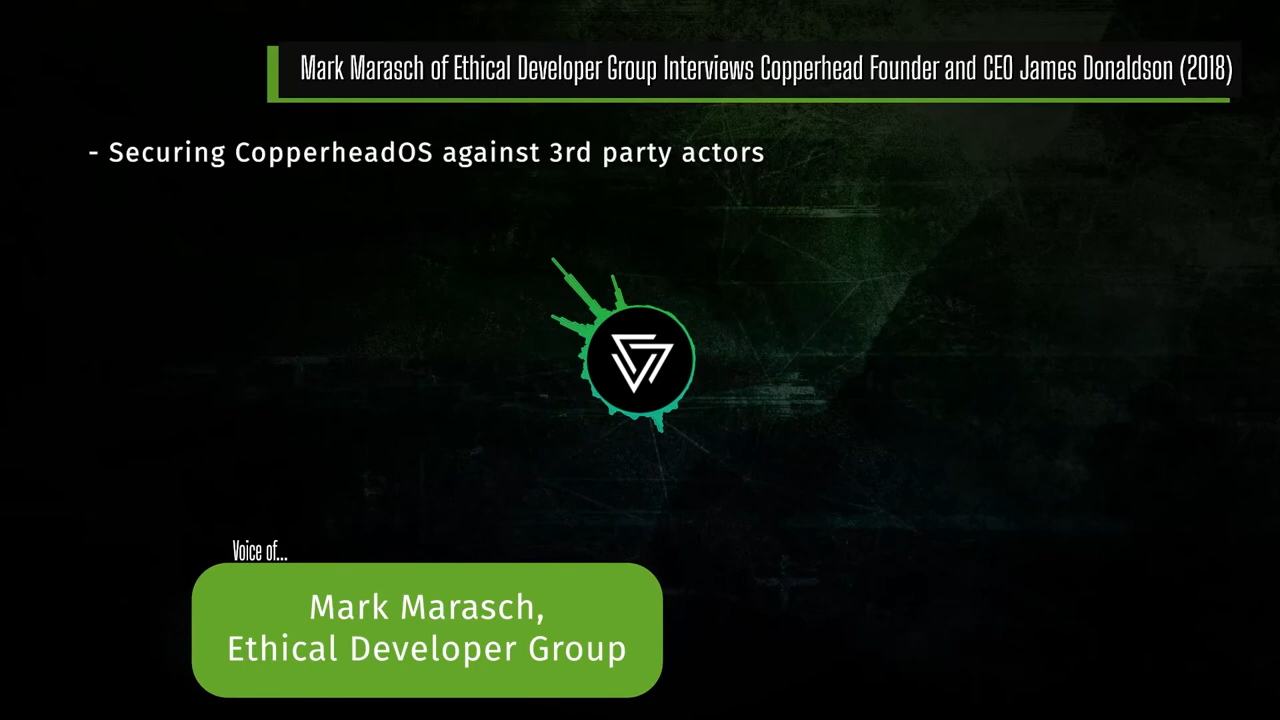 Mark Marasch of Ethical Developer Group Interviews Copperhead Founder and CEO James Donaldson (2018)
- Securing CopperheadOS against 3rd party actors
Voice of...
Mark Marasch,
Ethical Developer Group